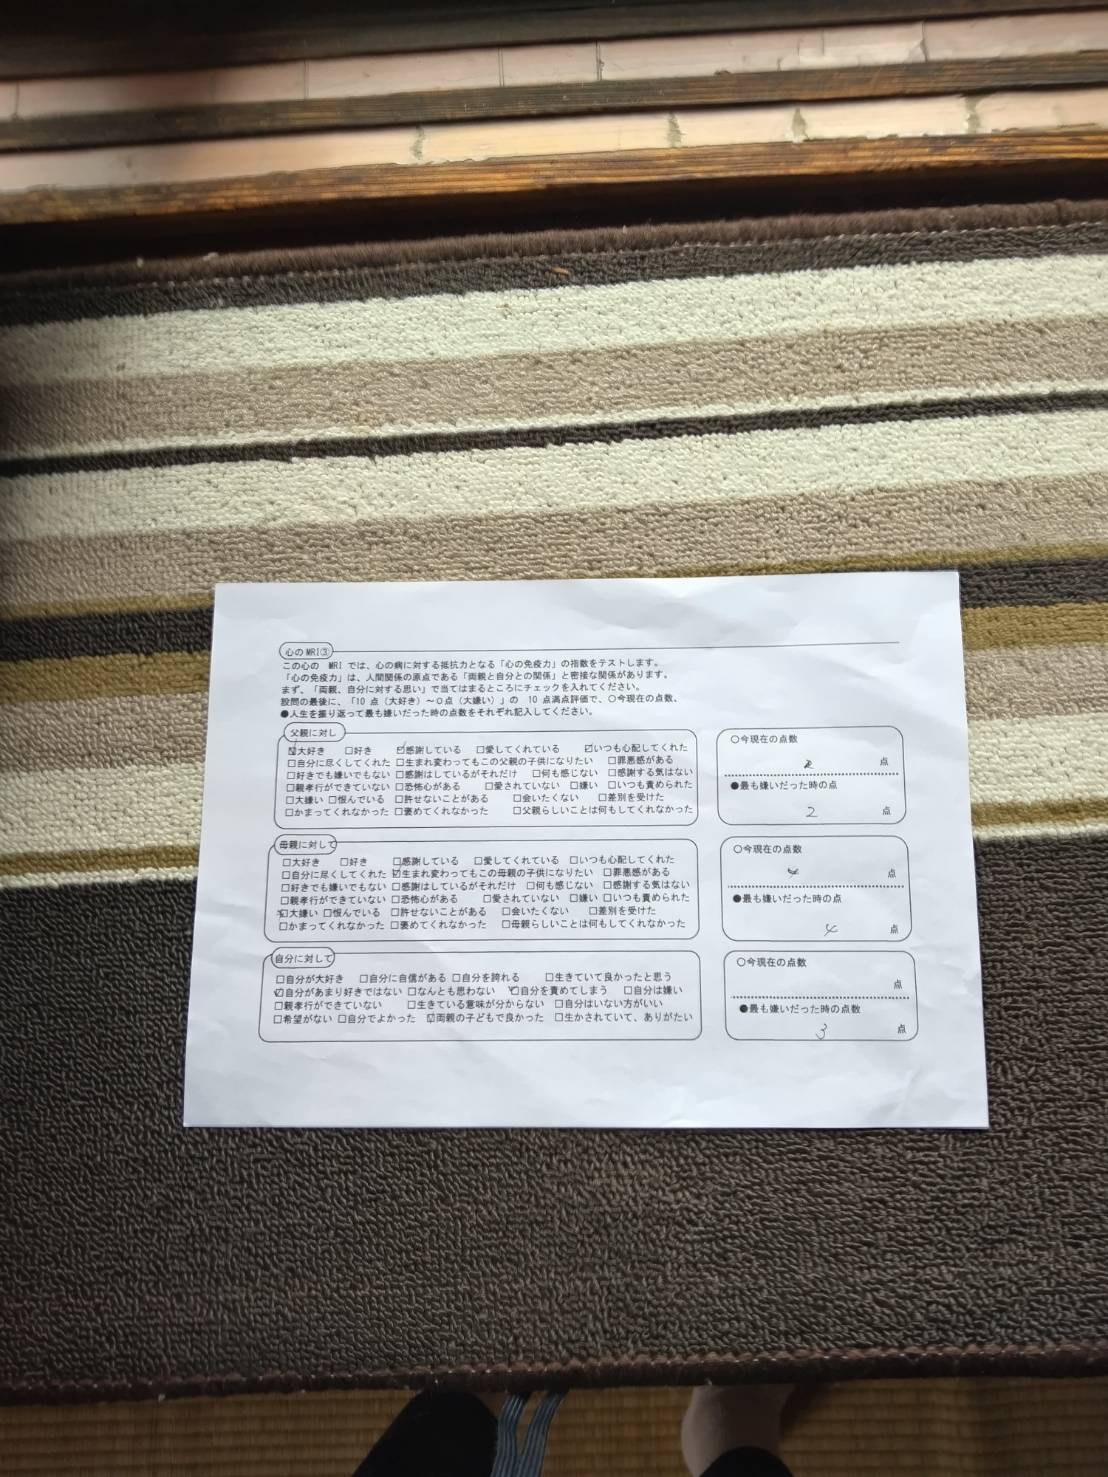 心のMRI③
この心の MRI では、心の病に対する抵抗力となる「心の免疫力」の指数をテストします。
「心の免疫力」は、人間関係の原点である「両親と自分との関係」と密接な関係があります。
まず、「両親、自分に対する思い」で当てはまるところにチェックを入れてください。
設問の最後に、「10 点（大好き）～０点（大嫌い）」の 10 点満点評価で、〇今現在の点数、
●人生を振り返って最も嫌いだった時の点数をそれぞれ記入してください。
父親に対し
☑大好き □好き ☑感謝している □愛してくれている ☑いつも心配してくれた
□自分に尽くしてくれた □生まれ変わってもこの父親の子供になりたい □罪悪感がある
□好きでも嫌いでもない □感謝はしているがそれだけ □何も感じない □感謝する気はない
□親孝行ができていない □恐怖心がある □愛されていない □嫌い □いつも責められた
□大嫌い □恨んでいる □許せないことがある □会いたくない □差別を受けた
□かまってくれなかった □褒めてくれなかった □父親らしいことは何もしてくれなかった
〇今現在の点数
点
●最も嫌いだった時の点
2 点
母親に対して
□大好き □好き □感謝している □愛してくれている □いつも心配してくれた
□自分に尽くしてくれた ☑生まれ変わってもこの母親の子供になりたい □罪悪感がある
□好きでも嫌いでもない □感謝はしているがそれだけ □何も感じない □感謝する気はない
□親孝行ができていない □恐怖心がある □愛されていない □嫌い □いつも責められた
□大嫌い □恨んでいる □許せないことがある □会いたくない □差別を受けた
□かまってくれなかった □褒めてくれなかった □母親らしいことは何もしてくれなかった
〇今現在の点数
点
●最も嫌いだった時の点
4 点
自分に対して
□自分が大好き □自分に自信がある □自分を誇れる □生きていて良かったと思う
☑自分があまり好きではない □なんとも思わない ☑自分を責めてしまう □自分は嫌い
□親孝行ができていない □生きている意味が分からない □自分はいない方がいい
□希望がない □自分でよかった ☑両親の子どもで良かった □生かされていて、ありがたい
〇今現在の点数
点
●最も嫌いだった時の点数
3 点